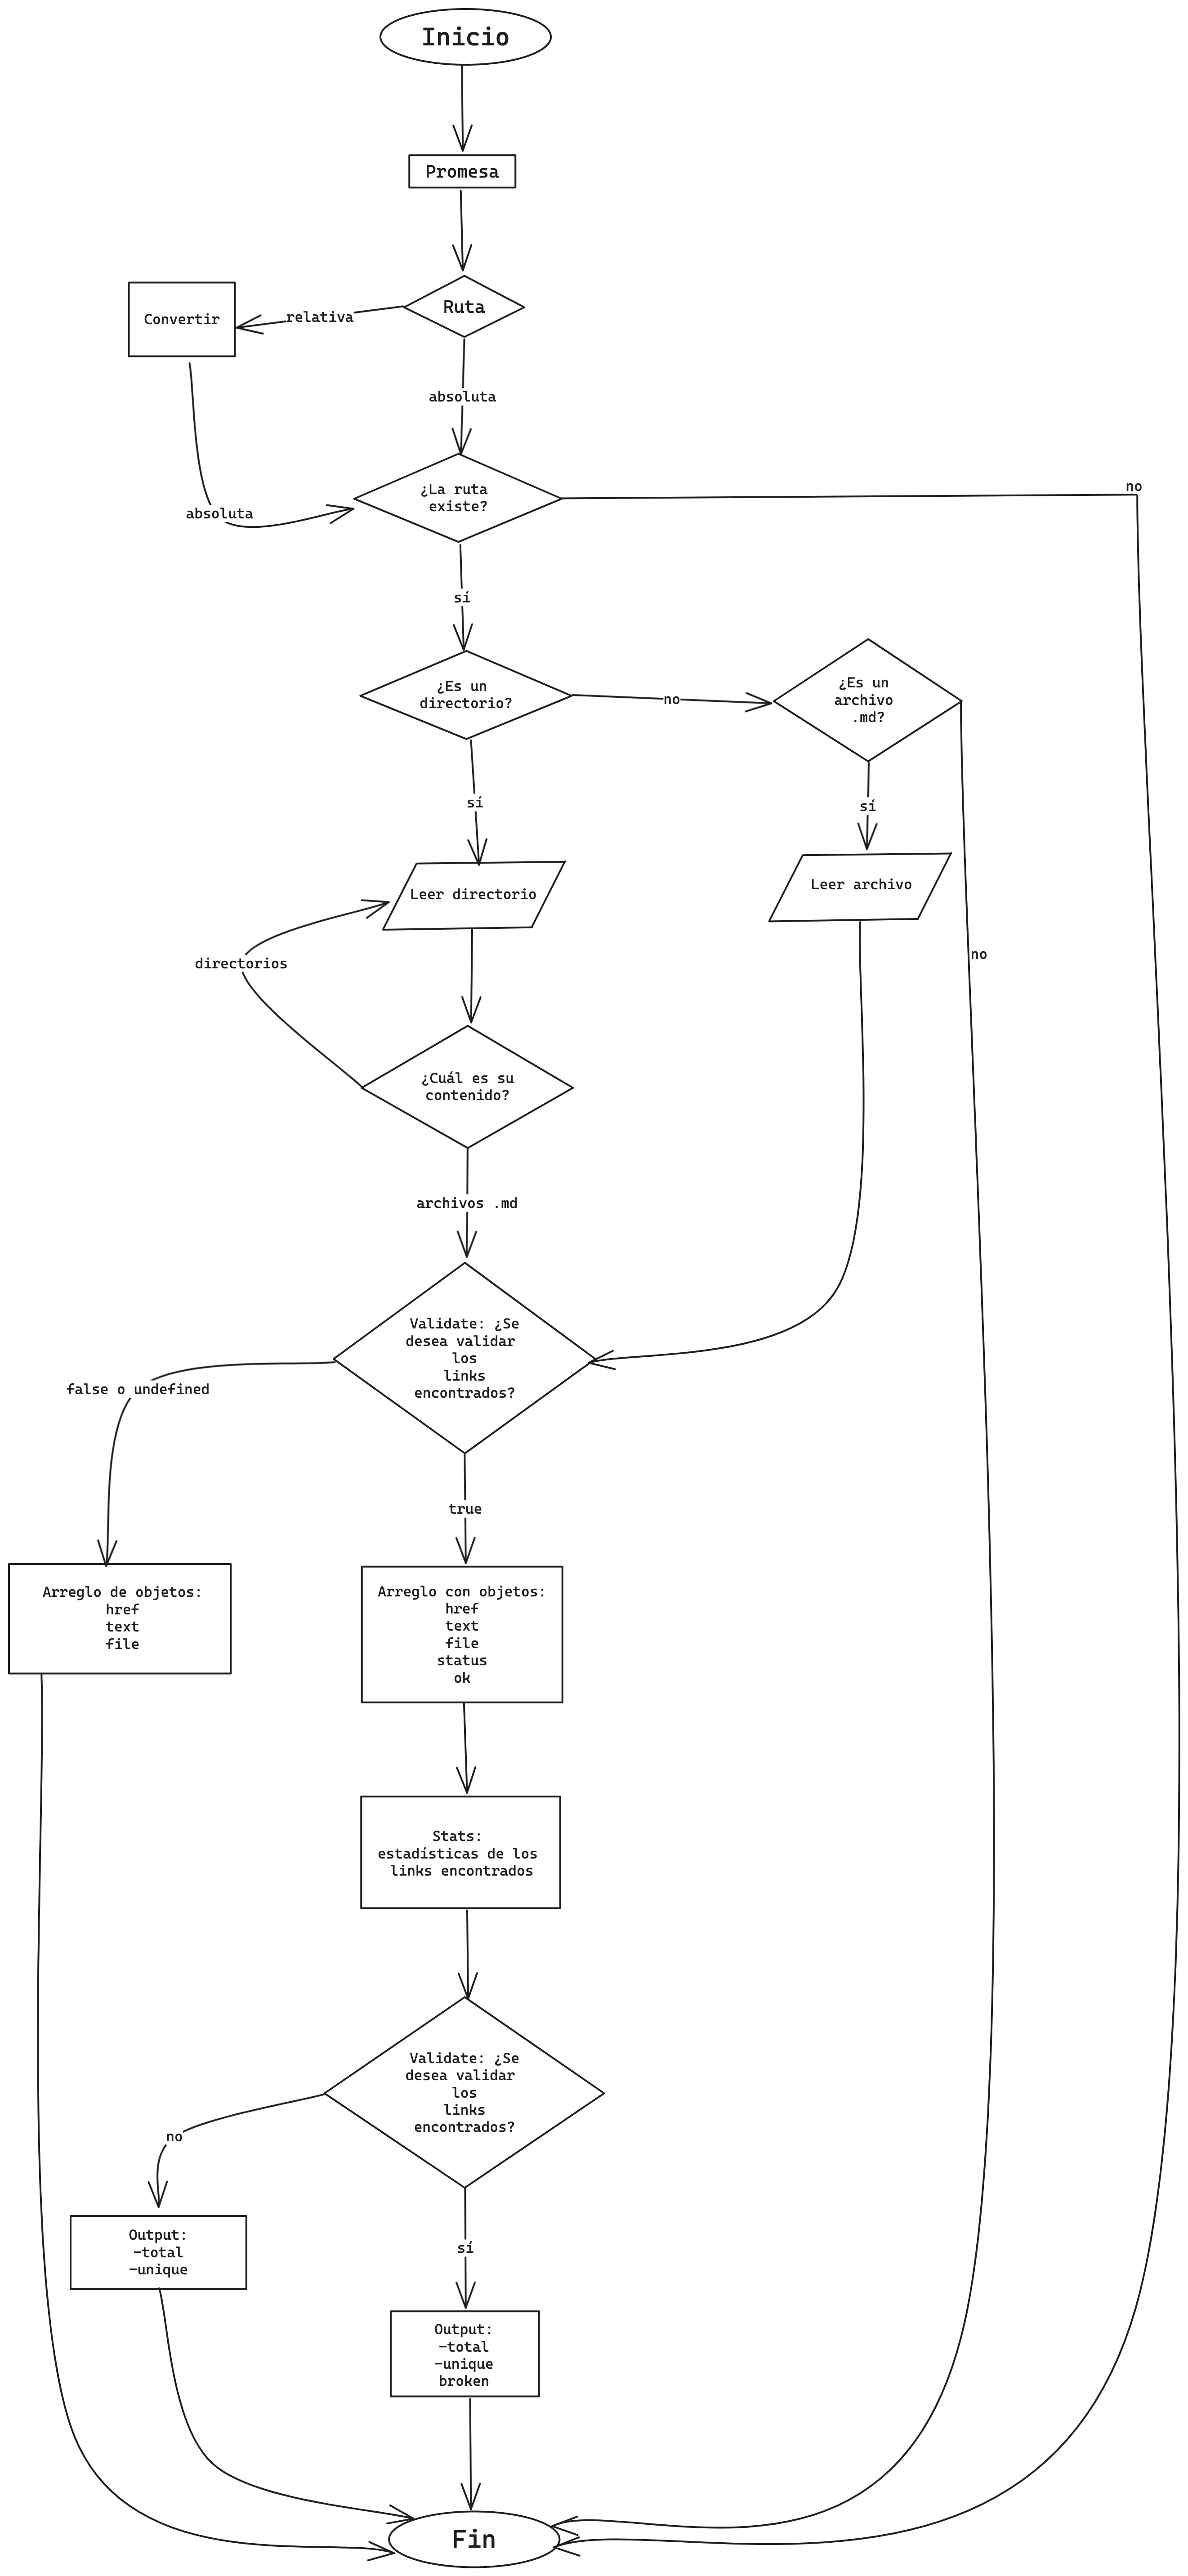 Inicio
Promesa
Ruta
relativa
Convertir
absoluta
absoluta
¿La ruta
existe?
no
sí
¿Es un
directorio?
no
¿Es un
archivo
.md?
sí
sí
Leer directorio
Leer archivo
no
directorios
¿Cuál es su
contenido?
archivos .md
Validate: ¿Se
desea validar
los
links
encontrados?
false o undefined
true
Arreglo de objetos:
href
text
file
Arreglo con objetos:
href
text
file
status
ok
Stats:
estadísticas de los
links encontrados
Validate: ¿Se
desea validar
los
links
encontrados?
no
Output:
-total
-unique
sí
Output:
-total
-unique
broken
Fin